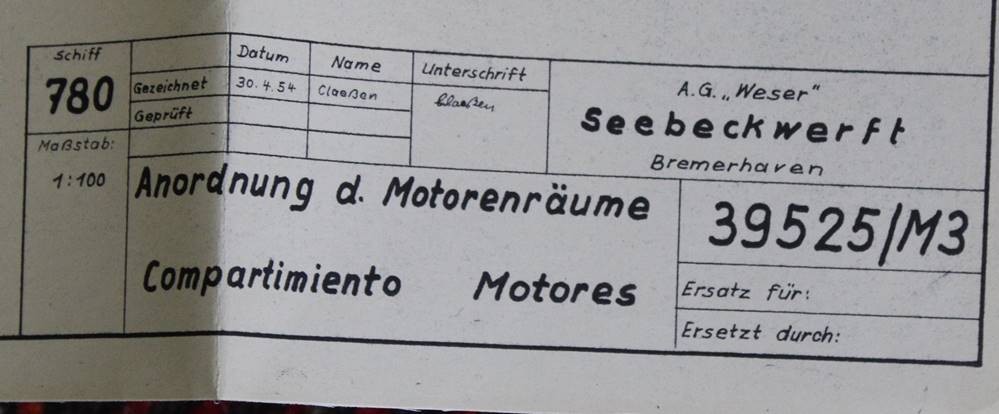 Schiff
780
Maßstab:
1:100
Datum
Name
Unterschrift
Gezeichnet
30.4.54
Claaßen
Claaßen
Geprüft
A.G. „Weser"
Seebeckwerft
Bremerhaven
Anordnung d. Motorenräume
Compartimiento Motores
39525/M3
Ersatz für:
Ersetzt durch: